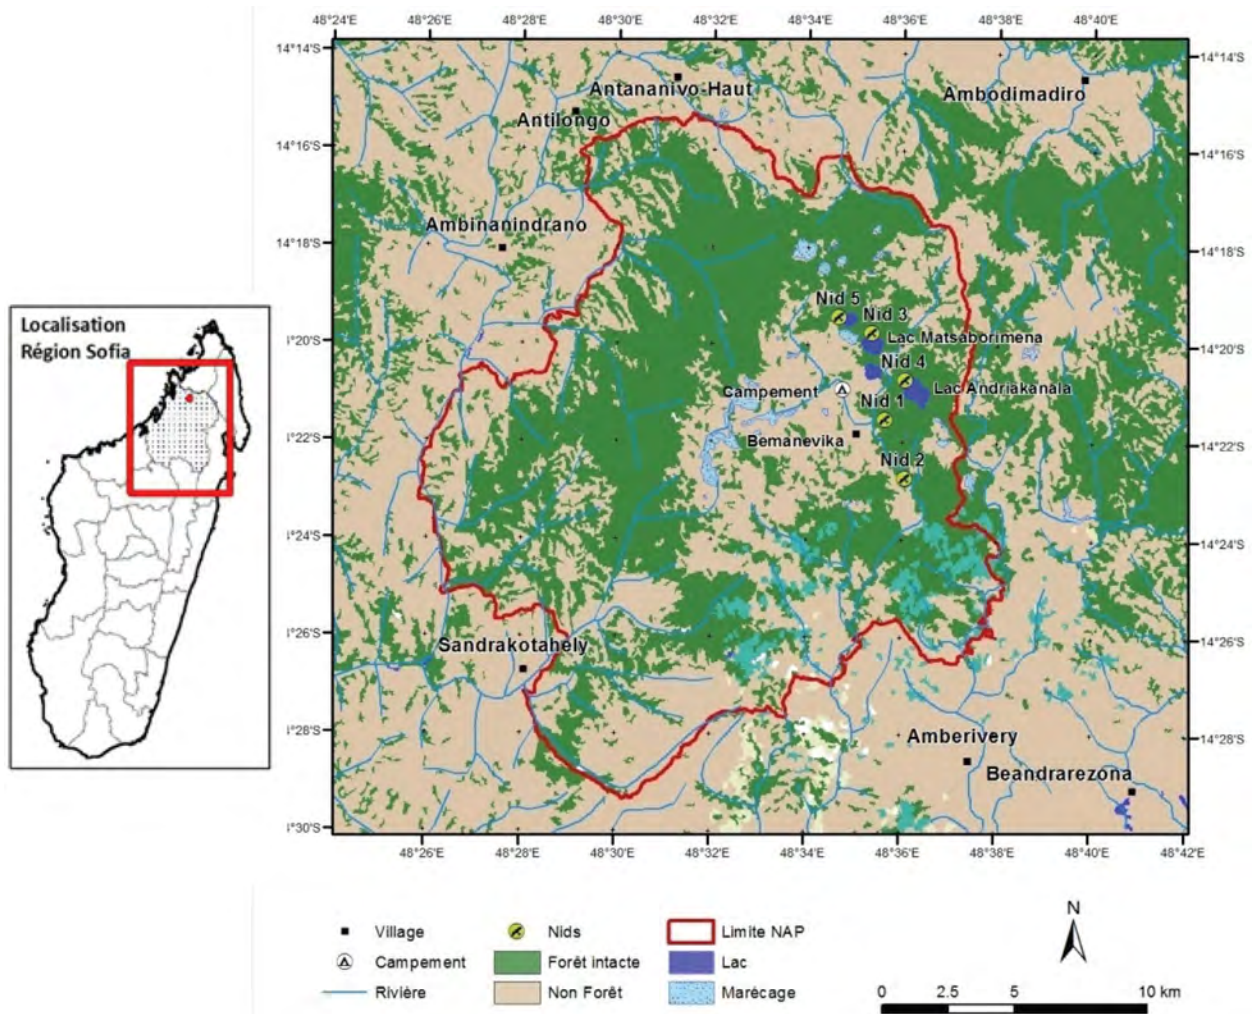 48°24'E 48°26'E 48°28'E 48°30'E 48°32'E 48°34'E 48°36'E 48°38'E 48°40'E
14°14'S 14°14'S
Antananivo-Haut
Ambodimadiro
Antilongo
14°16'S 14°16'S
Ambinanindrano
14°18'S 14°18'S
Nid 5
Nid 3
Localisation
Région Sofia
14°20'S 14°20'S
Lac Matsaborimena
Nid 4
Campement
Lac Andriakanala
Nid 1
Bemanevika
14°22'S
Nid 2
14°24'S
14°26'S
Sandrakotahely
14°28'S
Amberivery
Beandrarezona
48°26'E 48°28'E 48°30'E 48°32'E 48°34'E 48°36'E 48°38'E 48°40'E 48°42'E
Village Nids Limite NAP
Campement Forêt intacte Lac
Rivière Non Forêt Marécage
N
0 2.5 5 10 km